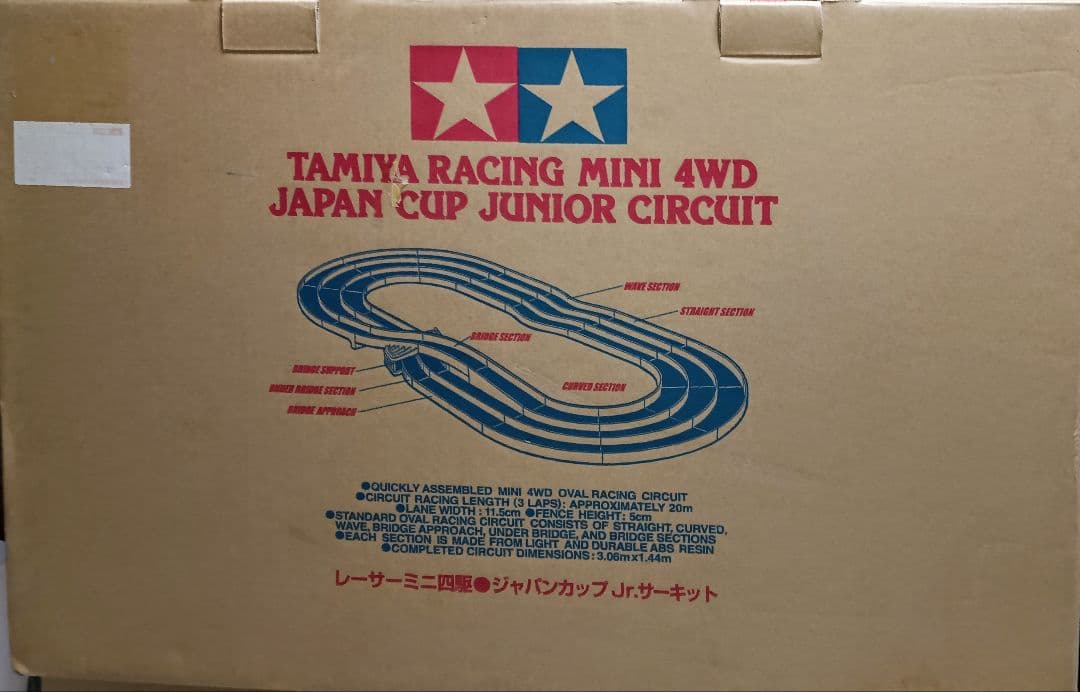 TAMIYA RACING MINI 4WD
JAPAN CUP JUNIOR CIRCUIT
WAVE SECTION
STRAIGHT SECTION
BRIDGE SECTION
BRIDGE SUPPORT
UNDER BRIDGE SECTION
BRIDGE APPROACH
CURVED SECTION
●QUICKLY ASSEMBLED MINI 4WD OVAL RACING CIRCUIT
●CIRCUIT RACING LENGTH (3 LAPS): APPROXIMATELY 20m
●LANE WIDTH : 11.5cm ●FENCE HEIGHT: 5cm
●STANDARD OVAL RACING CIRCUIT CONSISTS OF STRAIGHT, CURVED,
WAVE, BRIDGE APPROACH, UNDER BRIDGE, AND BRIDGE SECTIONS
●EACH SECTION IS MADE FROM LIGHT AND DURABLE ABS RESIN
●COMPLETED CIRCUIT DIMENSIONS : 3.06m×1.44m
レーサーミニ四駆●ジャパンカップ Jr.サーキット